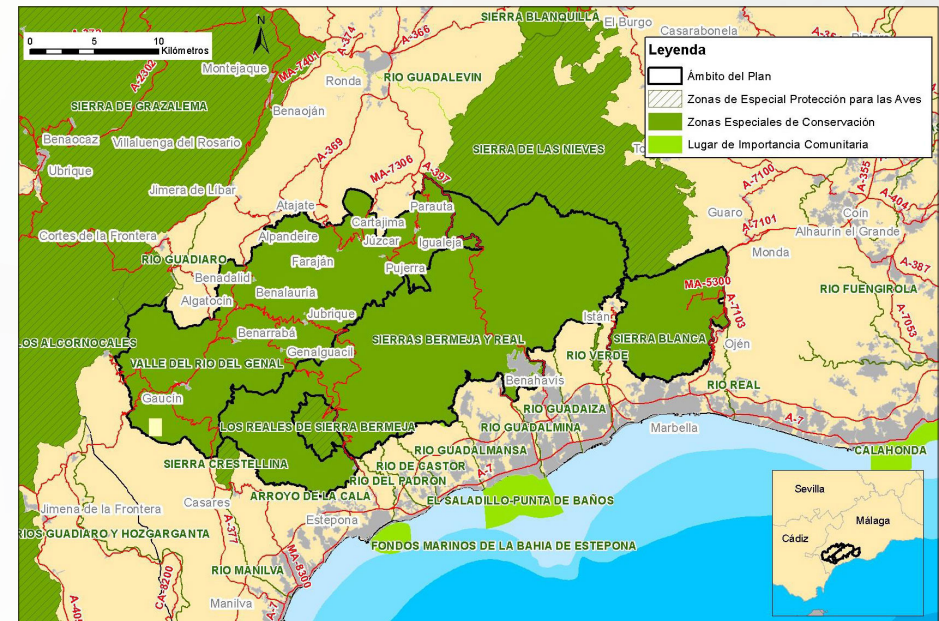 0 5 10
Kilómetros
N
Leyenda
Ámbito del Plan
Zonas de Especial Protección para las Aves
Zonas Especiales de Conservación
Lugar de Importancia Comunitaria
SIERRA BLANQUILLA
El Burgo
Casarabonela
A-374
A-366
A-2302
Montejaque
MA-7401
Ronda
RIO GUADALEVIN
SIERRA DE GRAZALEMA
Benaoján
Benaocaz
Villaluenga del Rosario
A-369
SIERRA DE LAS NIEVES
Ubrique
MA-7306
A-397
A-7100
A-355
A-404
Jimera de Líbar
Atajate
Parauta
Cartajima
Guaro
A-7101
Coín
Alhaurín el Grande
Cortes de la Frontera
Alpandeire
Júzcar
Igualeja
Monda
RIO GUADIARO
Faraján
Pujerra
A-387
Benadalid
MA-5300
RIO FUENGIROLA
Algatocín
Benalauría
A-7103
Jubrique
Istán
A-7053
LOS ALCORNOCALES
Benarrabá
SIERRAS BERMEJA Y REAL
SIERRA BLANCA
Ojén
Genalguacil
RIO VERDE
VALLE DEL RIO DEL GENAL
Benahavís
RIO REAL
Gaucín
RIO GUADAIZA
A-7
LOS REALES DE SIERRA BERMEJA
RIO GUADALMINA
Marbella
RIO GUADALMANSA
CALAHONDA
SIERRA CRESTELLINA
RIO DE CASTOR
A-7
RIO DEL PADRON
ARROYO DE LA CALA
EL SALADILLO-PUNTA DE BAÑOS
Casares
Jimena de la Frontera
Estepona
RIOS GUADIARO Y HOZGARGANTA
A-377
FONDOS MARINOS DE LA BAHIA DE ESTEPONA
MA-8300
RIO MANILVA
CA-8200
Manilva
A-7
A-405
Sevilla
Málaga
Cádiz